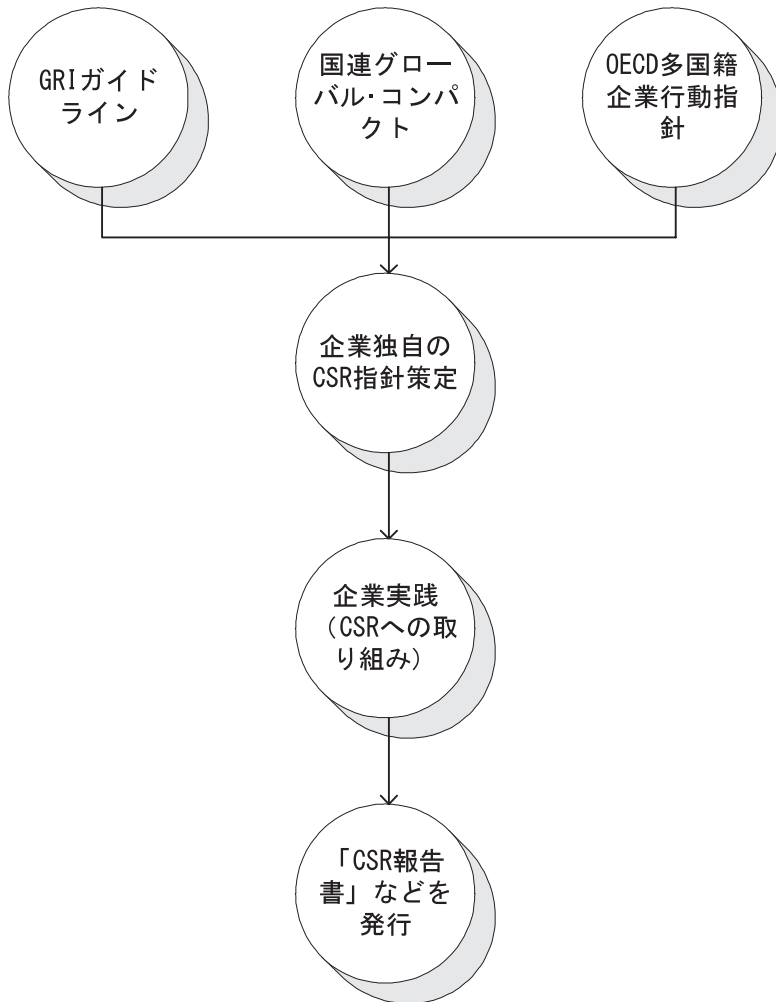 GRIガイド
ライン
国連グロー
バル・コンパ
クト
OECD多国籍
企業行動指
針
企業独自の
CSR指針策定
企業実践
(CSRへの取
り組み)
「CSR報告
書」などを
発行